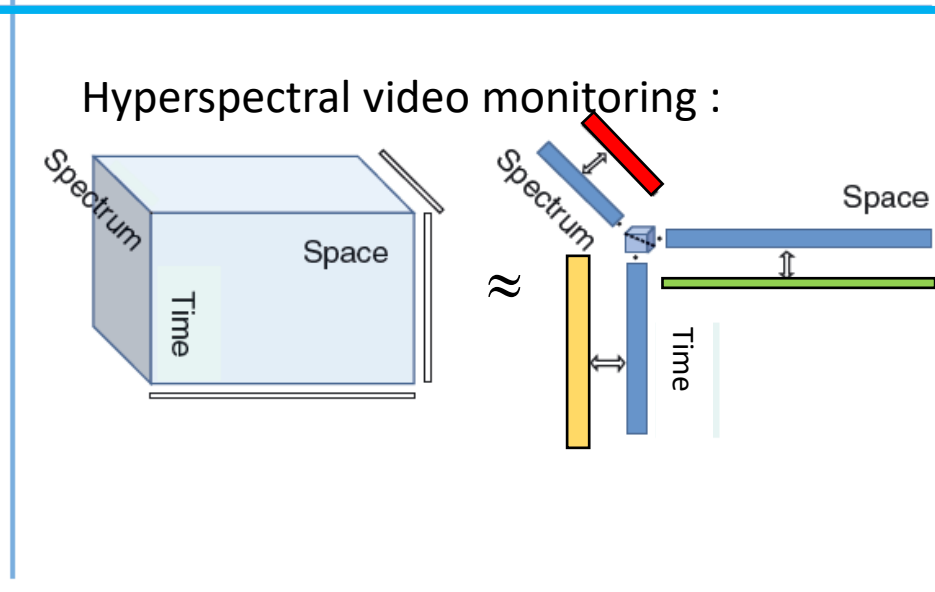 Hyperspectral video monitoring :
Spectrum
Space
Time
≈
Spectrum
Space
Time